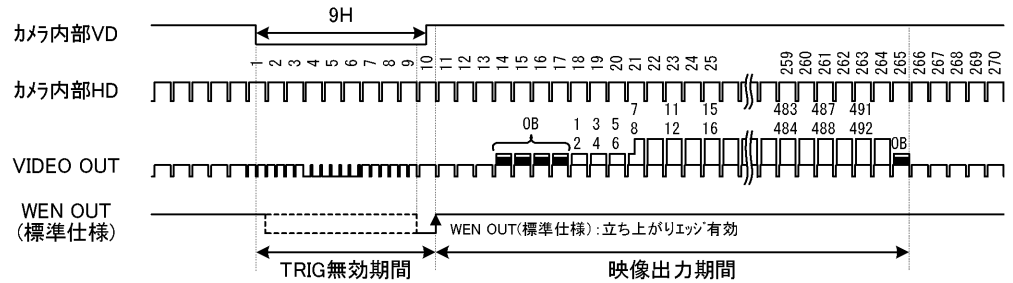 9H
ｶﾒﾗ内部VD
1 2 3 4 5 6 7 8 9 10 11 12 13 14 15 16 17 18 19 20 21 22 23 24 25 259 260 261 262 263 264 265 266 267 268 269 270
ｶﾒﾗ内部HD
OB 1 3 5 7 11 15 483 487 491
2 4 6 8 12 16 484 488 492 OB
VIDEO OUT
WEN OUT
(標準仕様)
WEN OUT(標準仕様)：立ち上がりｴｯｼﾞ有効
TRIG無効期間 映像出力期間